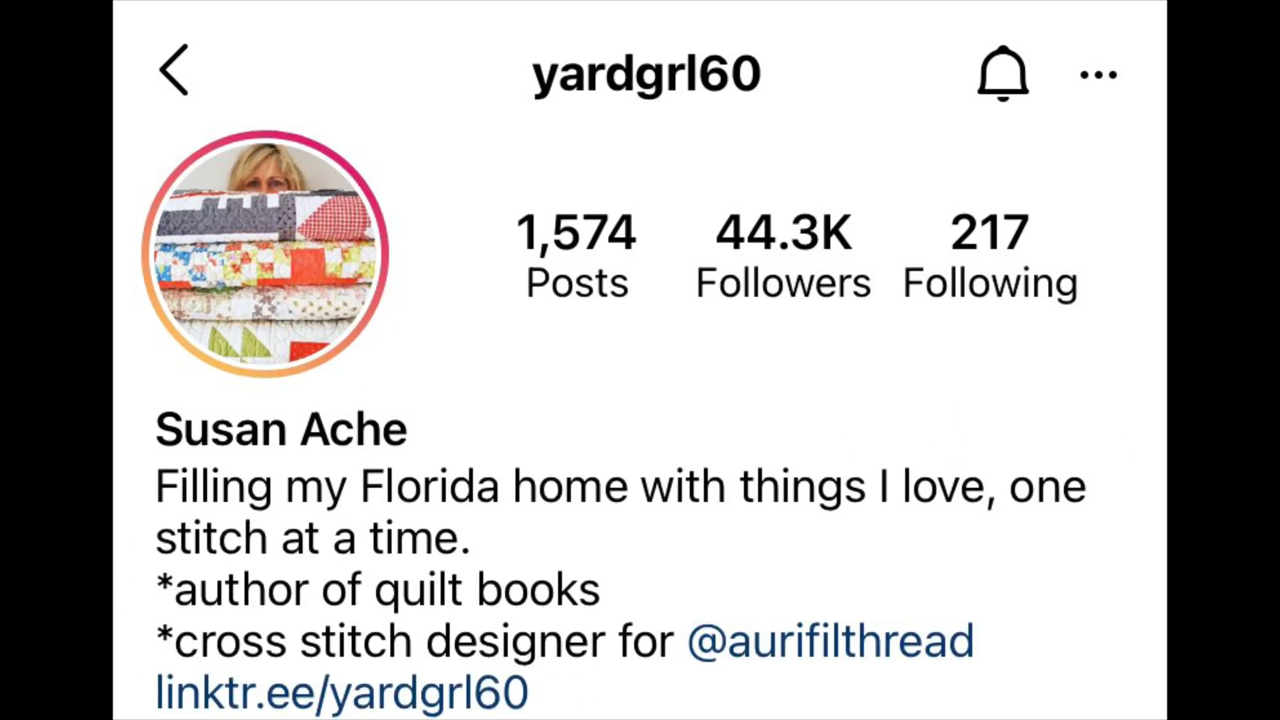 yardgrl60
1,574 44.3K 217
Posts Followers Following
Susan Ache
Filling my Florida home with things I love, one
stitch at a time.
*author of quilt books
*cross stitch designer for @aurifilthread
linktr.ee/yardgrl60